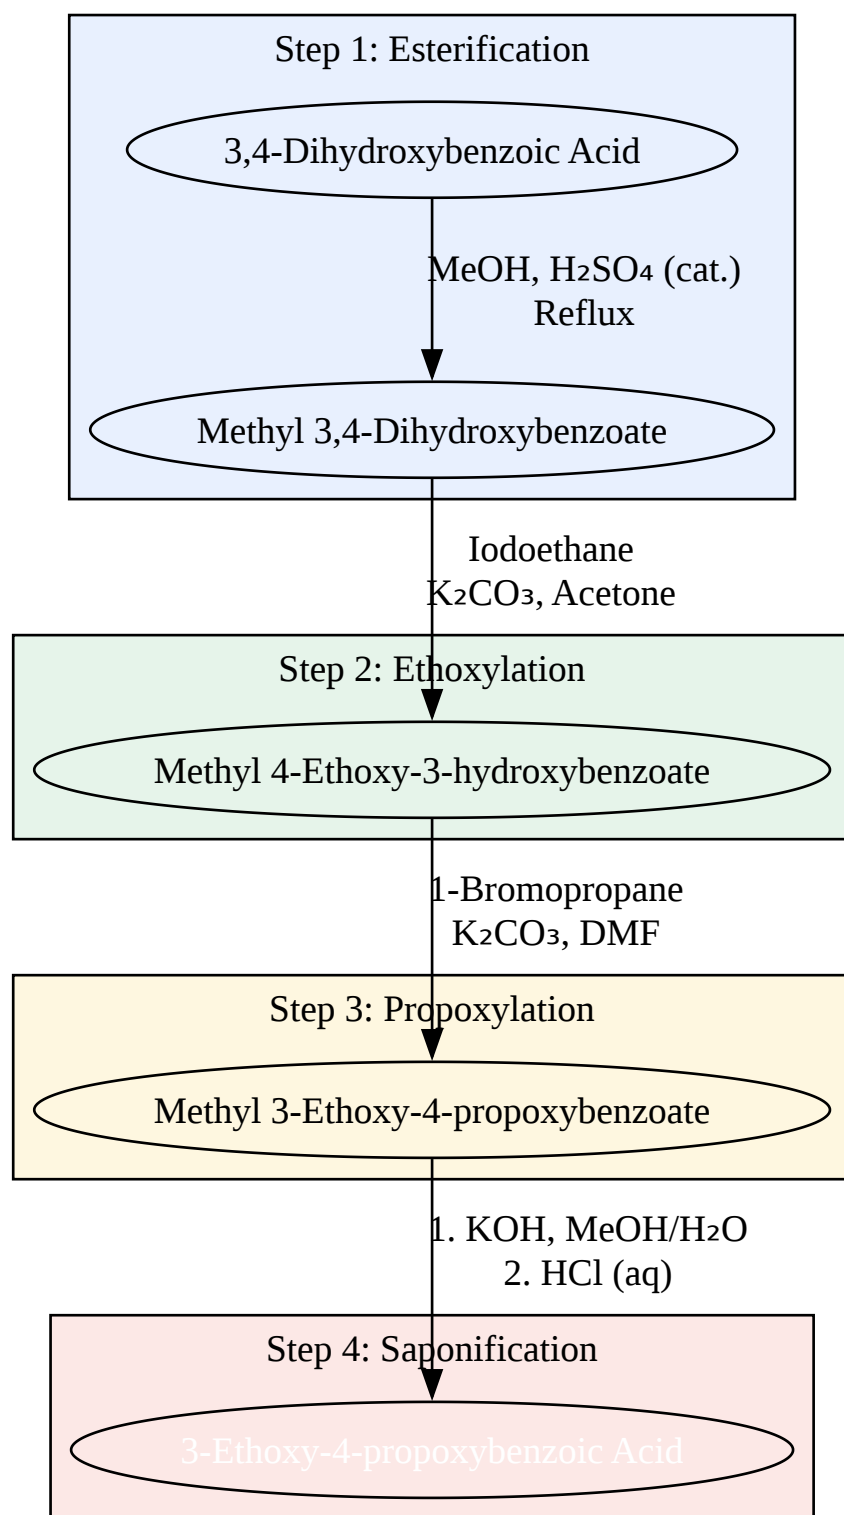 Step 1: Esterification
3,4-Dihydroxybenzoic Acid
MeOH, H₂SO₄ (cat.)
Reflux
Methyl 3,4-Dihydroxybenzoate
Iodoethane
K₂CO₃, Acetone
Step 2: Ethoxylation
Methyl 4-Ethoxy-3-hydroxybenzoate
1-Bromopropane
K₂CO₃, DMF
Step 3: Propoxylation
Methyl 3-Ethoxy-4-propoxybenzoate
1. KOH, MeOH/H₂O
2. HCl (aq)
Step 4: Saponification
3-Ethoxy-4-propoxybenzoic Acid